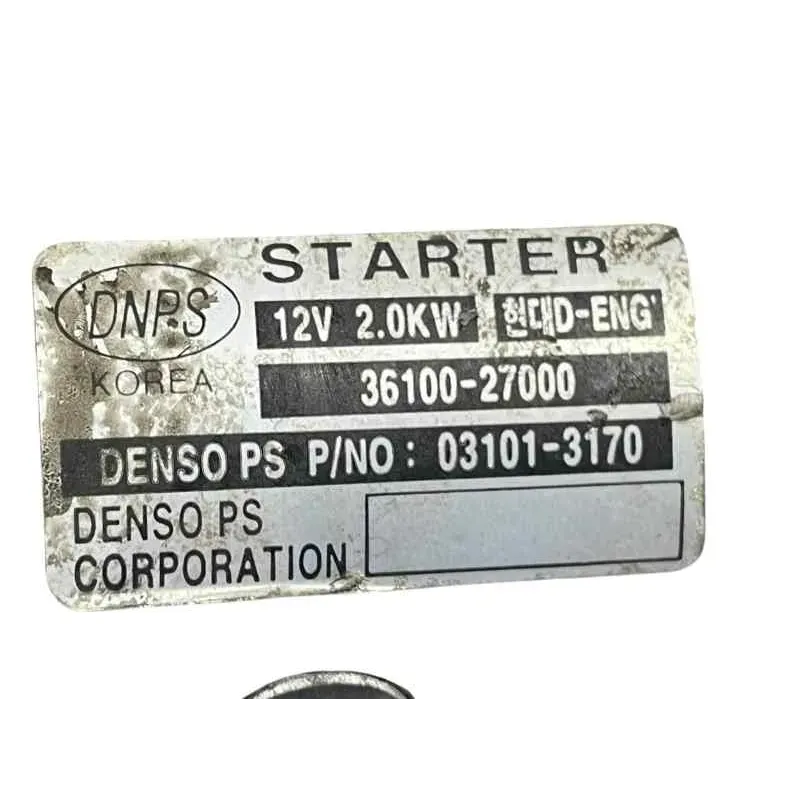 STARTER
DNPS
12V 2.0KW 현대D-ENG'
KOREA
36100-27000
DENSO PS P/NO : 03101-3170
DENSO PS
CORPORATION